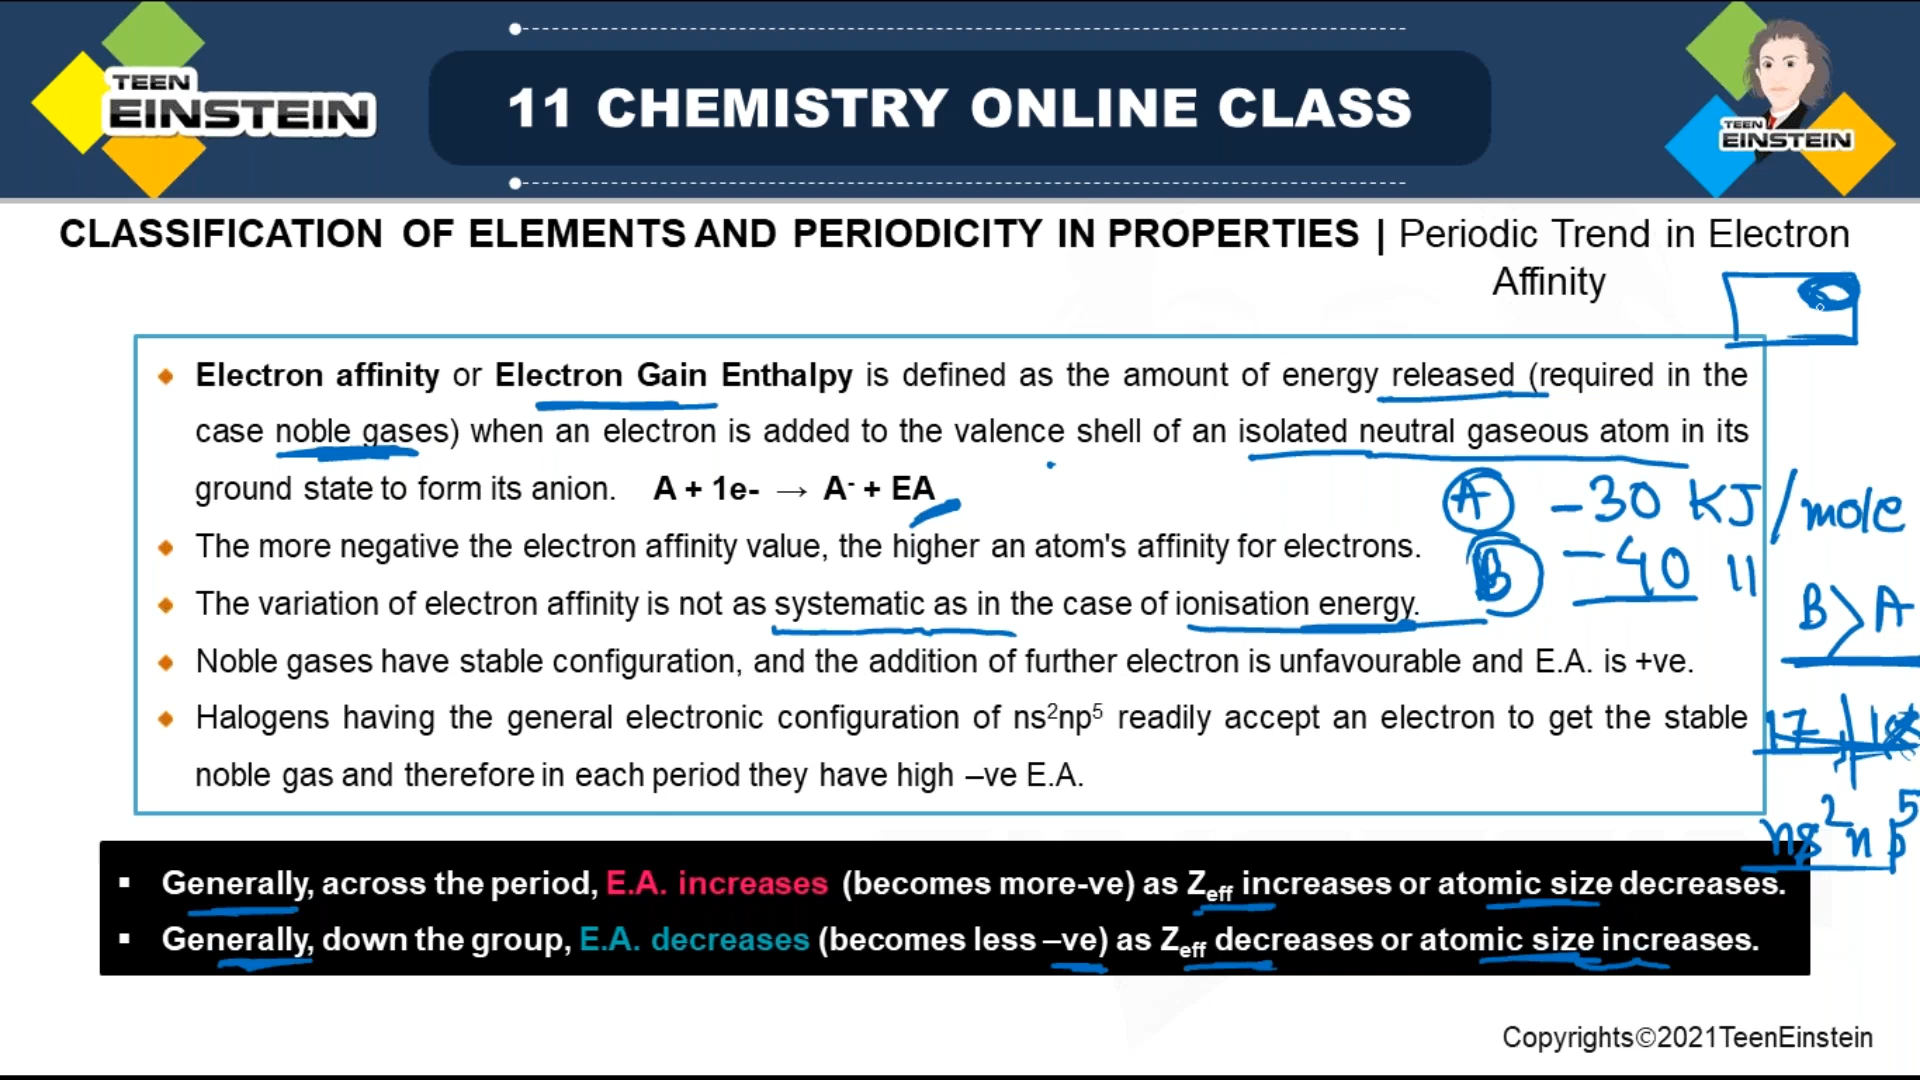 TEEN
EINSTEIN
11 CHEMISTRY ONLINE CLASS
TEEN
EINSTEIN
CLASSIFICATION OF ELEMENTS AND PERIODICITY IN PROPERTIES | Periodic Trend in Electron
Affinity
Electron affinity or Electron Gain Enthalpy is defined as the amount of energy released (required in the
case noble gases) when an electron is added to the valence shell of an isolated neutral gaseous atom in its
ground state to form its anion. A + 1e- → A⁻ + EA
A -30 KJ/mole
The more negative the electron affinity value, the higher an atom's affinity for electrons.
B -40 11
The variation of electron affinity is not as systematic as in the case of ionisation energy.
B > A
Noble gases have stable configuration, and the addition of further electron is unfavourable and E.A. is +ve.
Halogens having the general electronic configuration of ns²np⁵ readily accept an electron to get the stable
17
noble gas and therefore in each period they have high –ve E.A.
ns²np⁵
▪ Generally, across the period, E.A. increases (becomes more-ve) as Zeff increases or atomic size decreases.
▪ Generally, down the group, E.A. decreases (becomes less –ve) as Zeff decreases or atomic size increases.
Copyrights©2021TeenEinstein